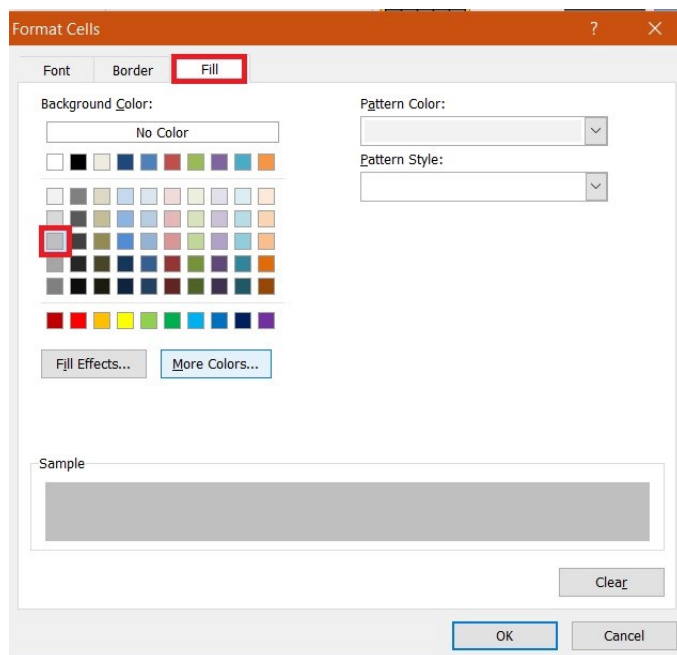 Format Cells ?
Font Border Fill
Background Color:
No Color
Fill Effects... More Colors...
Pattern Color:
Pattern Style:
Sample
Clear
OK Cancel